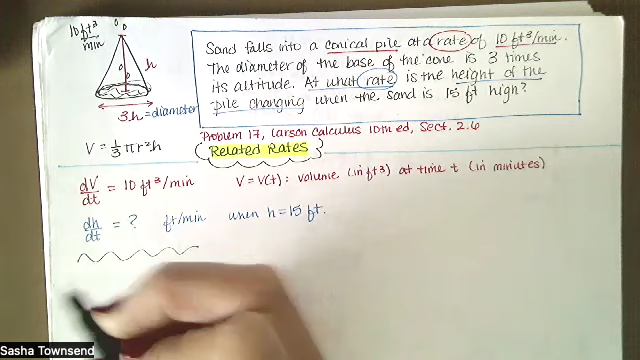 10 ft³/min
h
3h = diameter
V = 1/3 πr²h
Sand falls into a conical pile at a rate of 10 ft³/min.
The diameter of the base of the cone is 3 times
its altitude. At what rate is the height of the
pile changing when the sand is 15 ft high?
Problem 17, Larson Calculus 10th ed, Sect. 2.6
Related Rates
dV/dt = 10 ft³/min V = V(t): volume (in ft³) at time t (in minutes)
dh/dt = ? ft/min when h = 15 ft.
Sasha Townsend